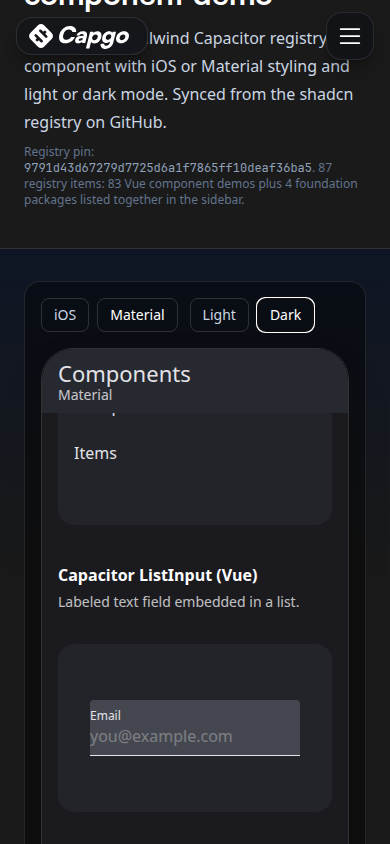 component demo
Capgo
lwind Capacitor registry
component with iOS or Material styling and
light or dark mode. Synced from the shadcn
registry on GitHub.
Registry pin:
9791d43d67279d7725d6a1f7865ff10deaf36ba5. 87
registry items: 83 Vue component demos plus 4 foundation
packages listed together in the sidebar.
iOS
Material
Light
Dark
Components
Material
Items
Capacitor ListInput (Vue)
Labeled text field embedded in a list.
Email
you@example.com